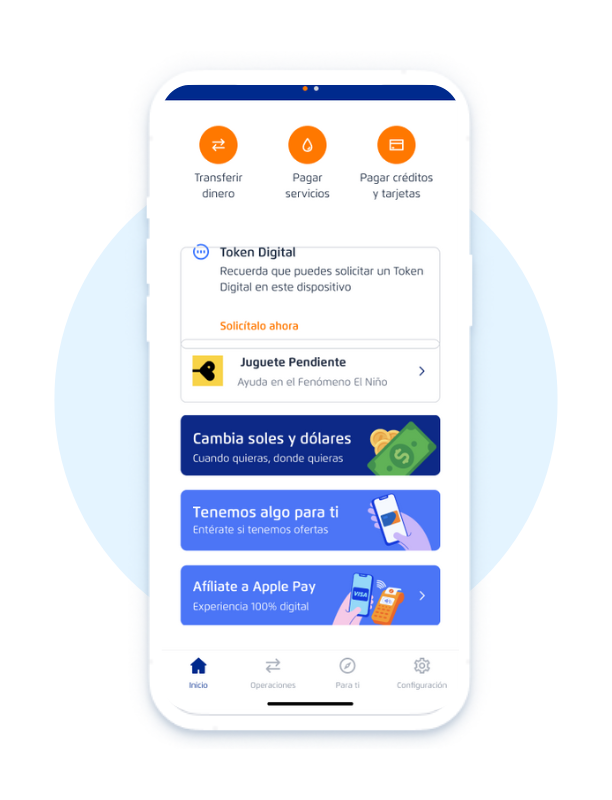 Transferir
dinero
Pagar
servicios
Pagar créditos
y tarjetas
Token Digital
Recuerda que puedes solicitar un Token
Digital en este dispositivo
Solicítalo ahora
Juguete Pendiente
Ayuda en el Fenómeno El Niño
Cambia soles y dólares
Cuando quieras, donde quieras
Tenemos algo para ti
Entérate si tenemos ofertas
Afíliate a Apple Pay
Experiencia 100% digital
VISA
Inicio
Operaciones
Para ti
Configuración